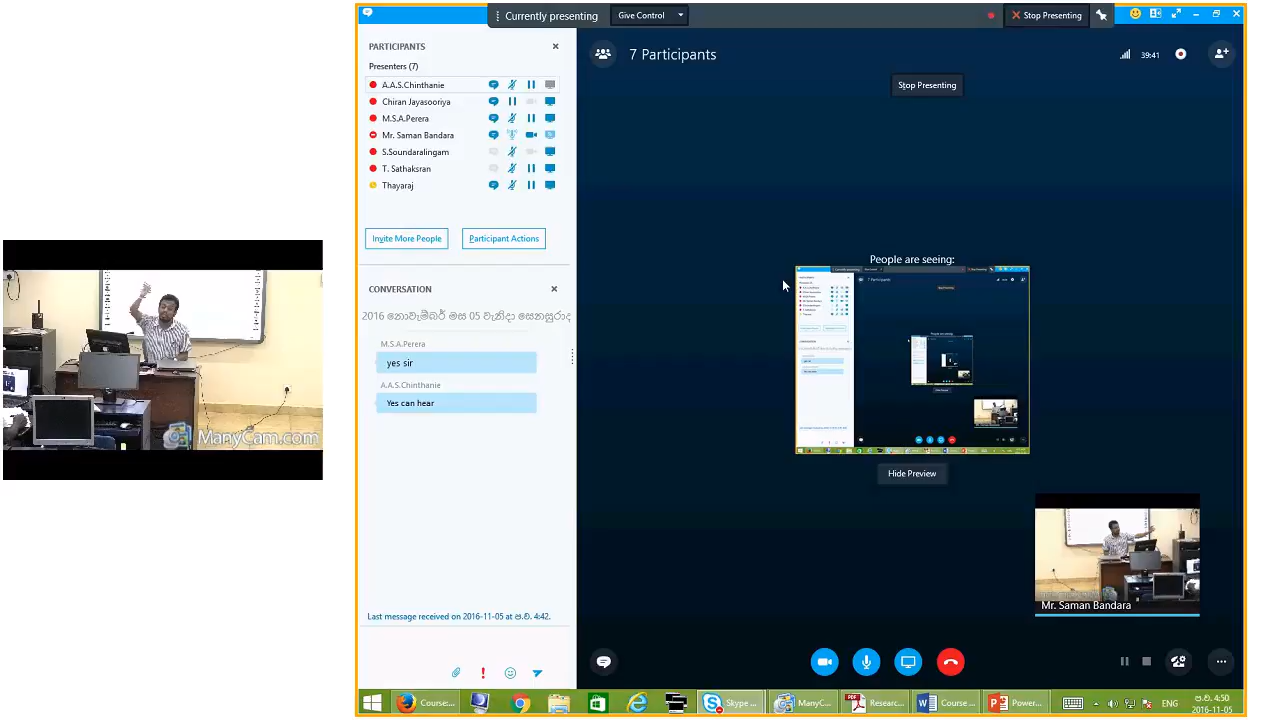 Currently presenting
Give Control
Stop Presenting
PARTICIPANTS
Presenters (7)
A.A.S.Chinthanie
Chiran Jayasooriya
M.S.A.Perera
Mr. Saman Bandara
S.Soundaralingam
T. Sathaksran
Thayaraj
Invite More People
Participant Actions
CONVERSATION
2016 නොවැම්බර් මස 05 වැනිදා සෙනසුරාද
M.S.A.Perera
yes sir
A.A.S.Chinthanie
Yes can hear
Last message received on 2016-11-05 at ප.ව. 4:42.
7 Participants
39:41
Stop Presenting
People are seeing:
Hide Preview
Mr. Saman Bandara
ManyCam.com
Course...
Skype ...
ManyC...
Researc...
Course ...
Power...
ENG
ප.ව. 4:50
2016-11-05